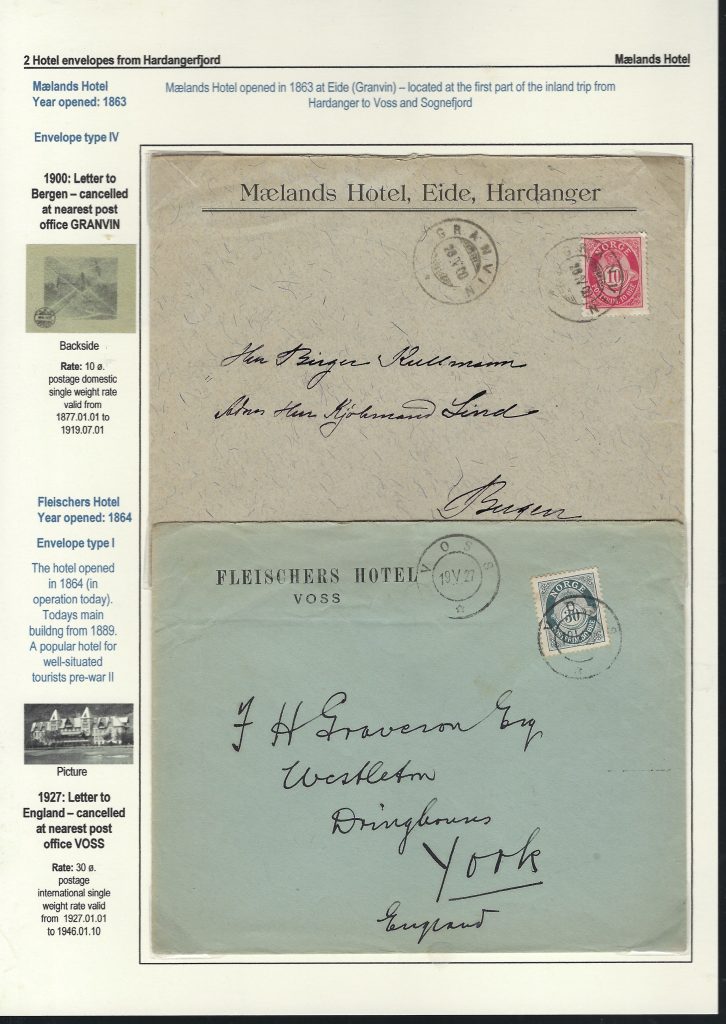 2 Hotel envelopes from Hardangerfjord
Mælands Hotel
Mælands Hotel
Year opened: 1863
Mælands Hotel opened in 1863 at Eide (Granvin) – located at the first part of the inland trip from
Hardanger to Voss and Sognefjord
Envelope type IV
1900: Letter to
Bergen – cancelled
at nearest post
office GRANVIN
Backside
Rate: 10 ø.
postage domestic
single weight rate
valid from
1877.01.01 to
1919.07.01
Mælands Hotel, Eide, Hardanger
GRANVIN
NORGE
10
Herr Birger Kullmann
Adres Herr Kjøbmand Lind
Bergen
Fleischers Hotel
Year opened: 1864
Envelope type I
The hotel opened
in 1864 (in
operation today).
Todays main
buildng from 1889.
A popular hotel for
well-situated
tourists pre-war II
Picture
1927: Letter to
England – cancelled
at nearest post
office VOSS
Rate: 30 ø.
postage
international single
weight rate valid
from 1927.01.01
to 1946.01.10
FLEISCHERS HOTEL
VOSS
VOSS
19 V 27
NORGE
30
J H Graveson Esq
Westleton
Dringhouses
York
England